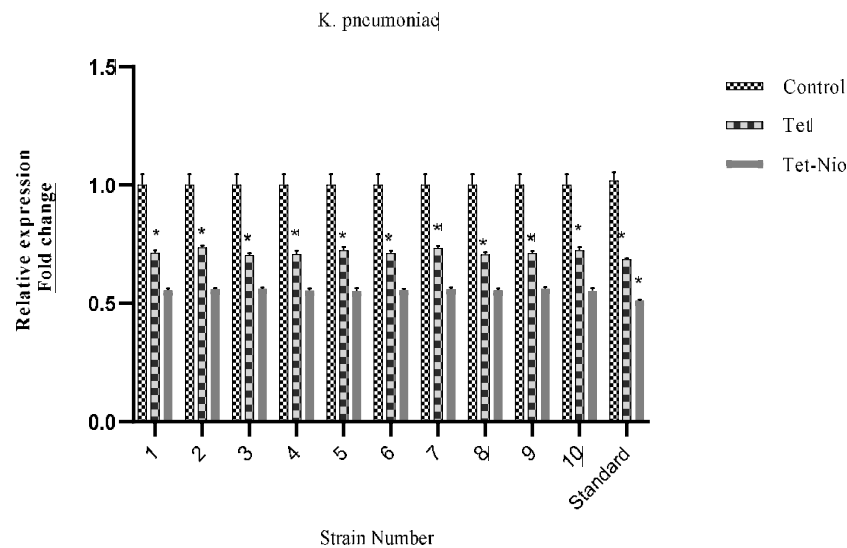 K. pneumoniae
1.5
1.0
0.5
0.0
Relative expression
Fold change
Control
Tet
Tet-Nio
* * * * * * * * * * * *
1 2 3 4 5 6 7 8 9 10 Standard
Strain Number